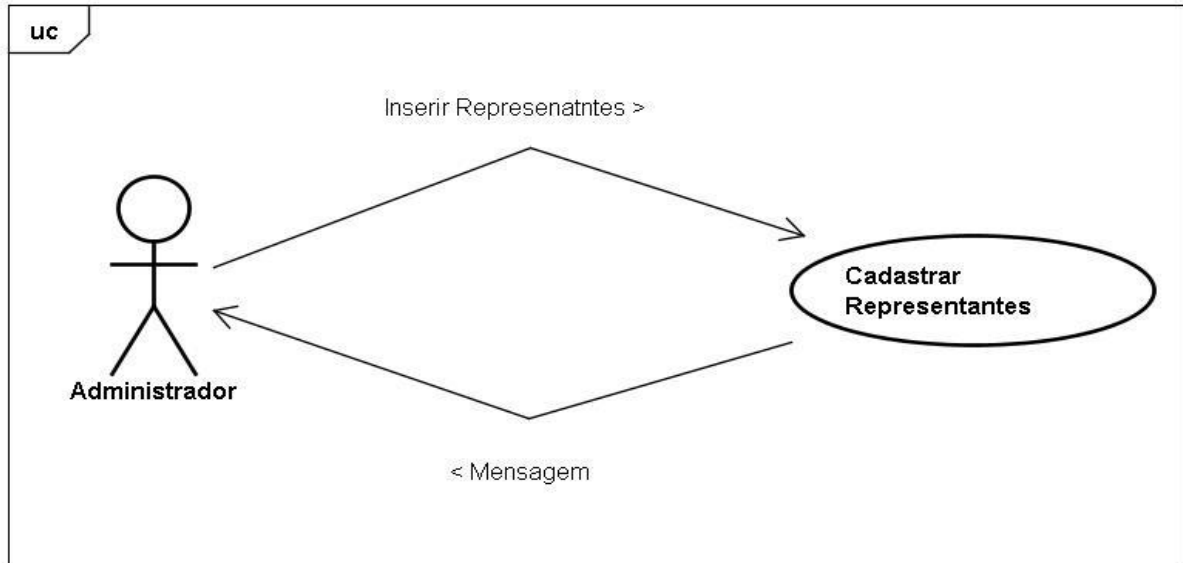 uc
Inserir Represenatntes >
Cadastrar
Representantes
Administrador
< Mensagem